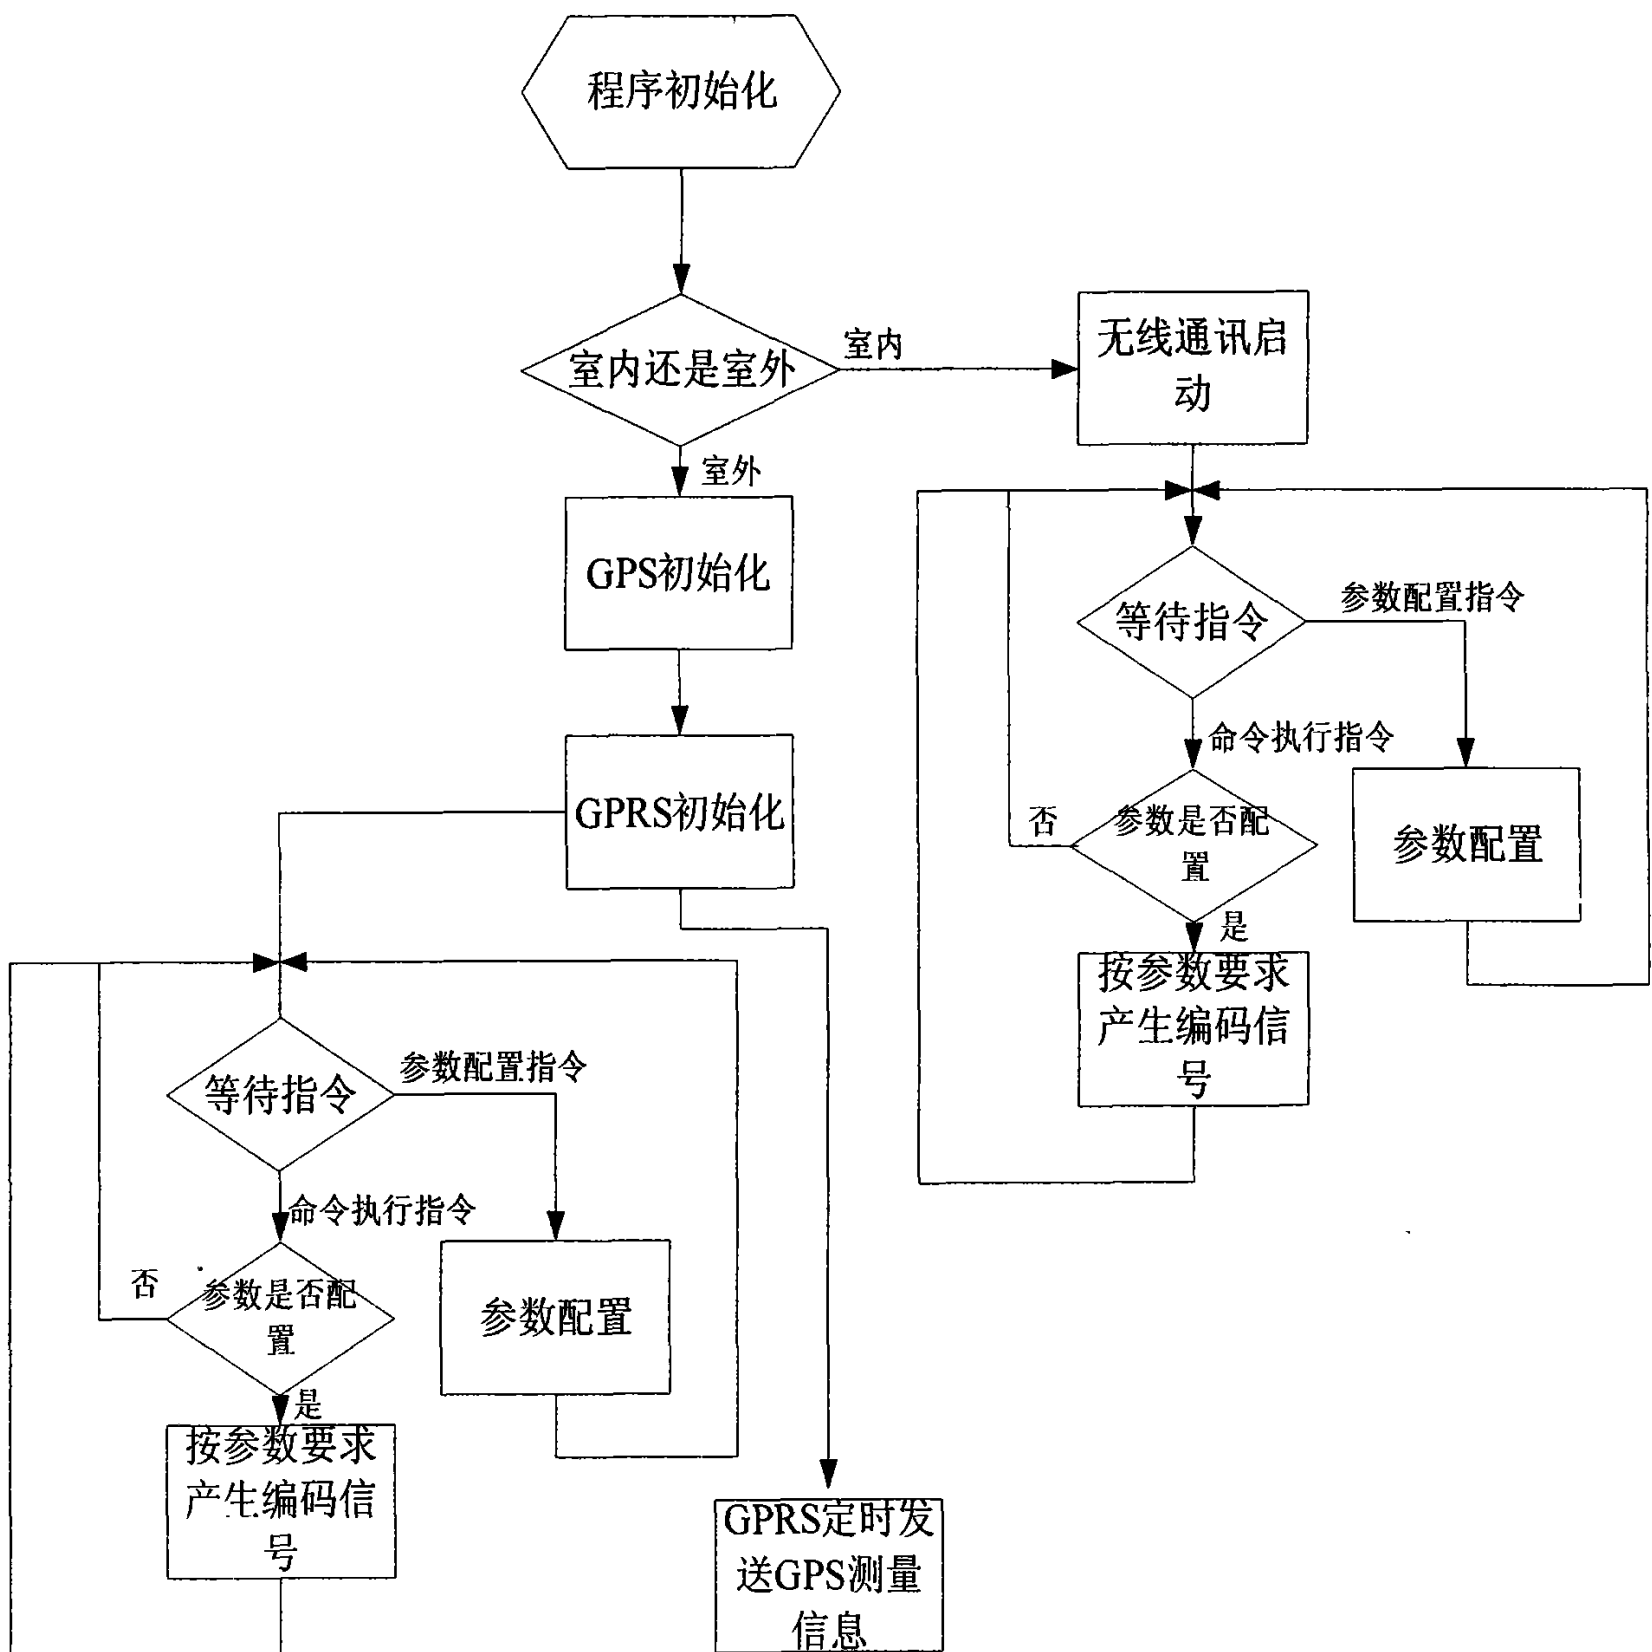 程序初始化
室内还是室外
室内
无线通讯启
动
室外
GPS初始化
等待指令
参数配置指令
命令执行指令
GPRS初始化
否
参数是否配
置
参数配置
是
按参数要求
产生编码信
号
等待指令
参数配置指令
命令执行指令
否
参数是否配
置
参数配置
是
按参数要求
产生编码信
号
GPRS定时发
送GPS测量
信息